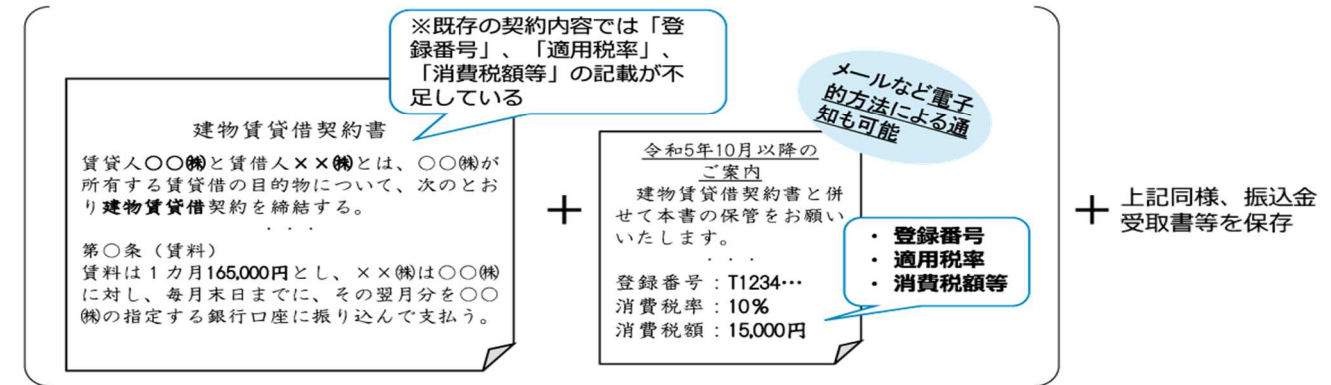 ※既存の契約内容では「登
録番号」、「適用税率」、
「消費税額等」の記載が不
足している
建物賃貸借契約書
賃貸人〇〇㈱と賃借人××㈱とは、〇〇㈱が
所有する賃貸借の目的物について、次のとお
り建物賃貸借契約を締結する。
・・・
第〇条（賃料）
賃料は１カ月165,000円とし、××㈱は〇〇㈱
に対し、毎月末日までに、その翌月分を〇〇
㈱の指定する銀行口座に振り込んで支払う。
＋
メールなど電子
的方法による通
知も可能
令和5年10月以降の
ご案内
建物賃貸借契約書と併
せて本書の保管をお願い
いたします。
・・・
登録番号：T1234…
消費税率：10%
消費税額：15,000円
・ 登録番号
・ 適用税率
・ 消費税額等
＋
上記同様、振込金
受取書等を保存